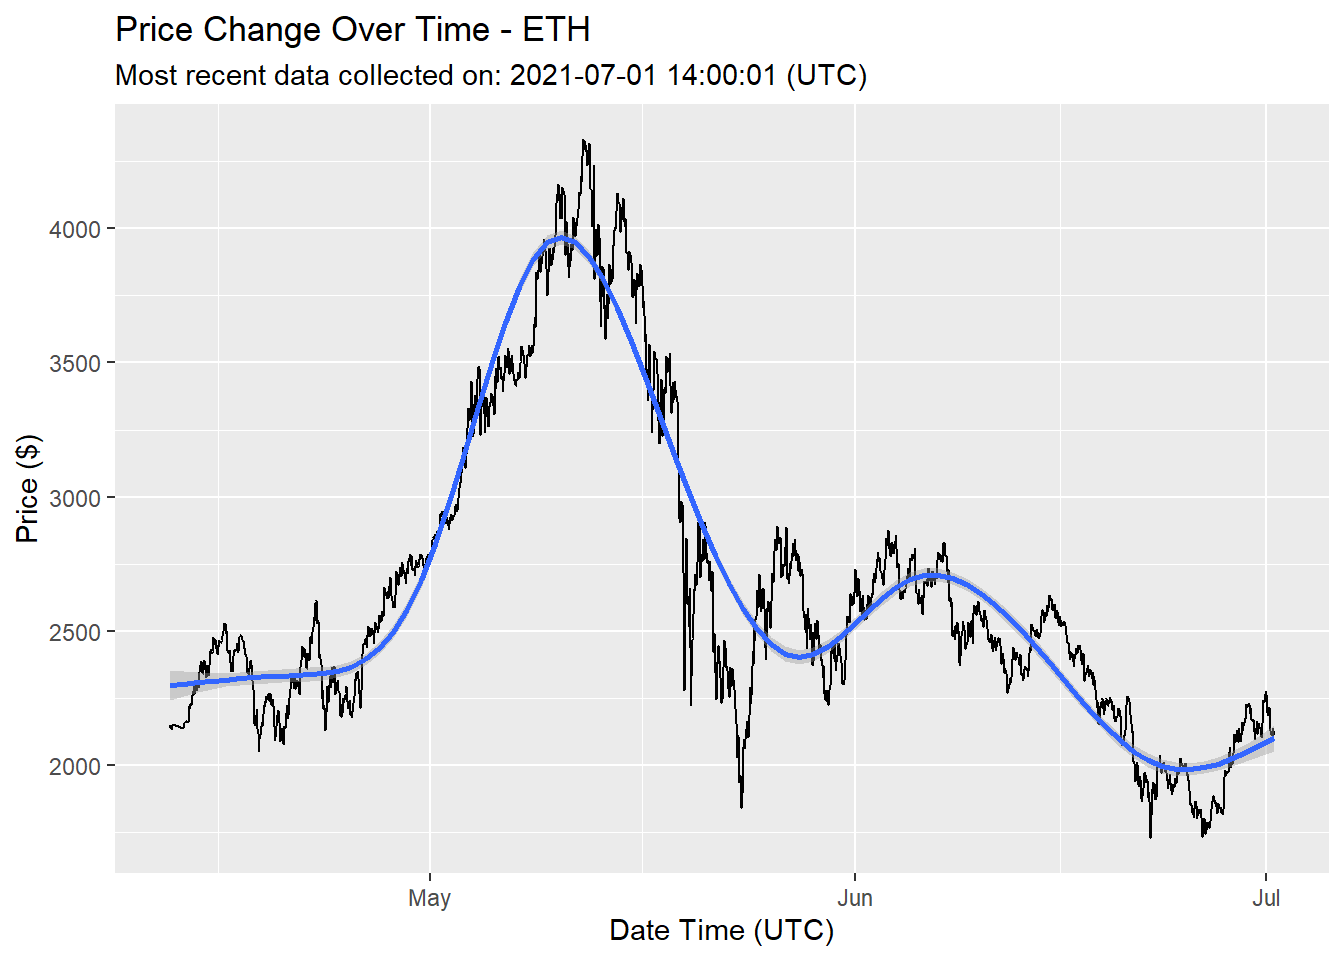 Price Change Over Time - ETH
Most recent data collected on: 2021-07-01 14:00:01 (UTC)
Price ($)
4000
3500
3000
2500
2000
May
Jun
Jul
Date Time (UTC)